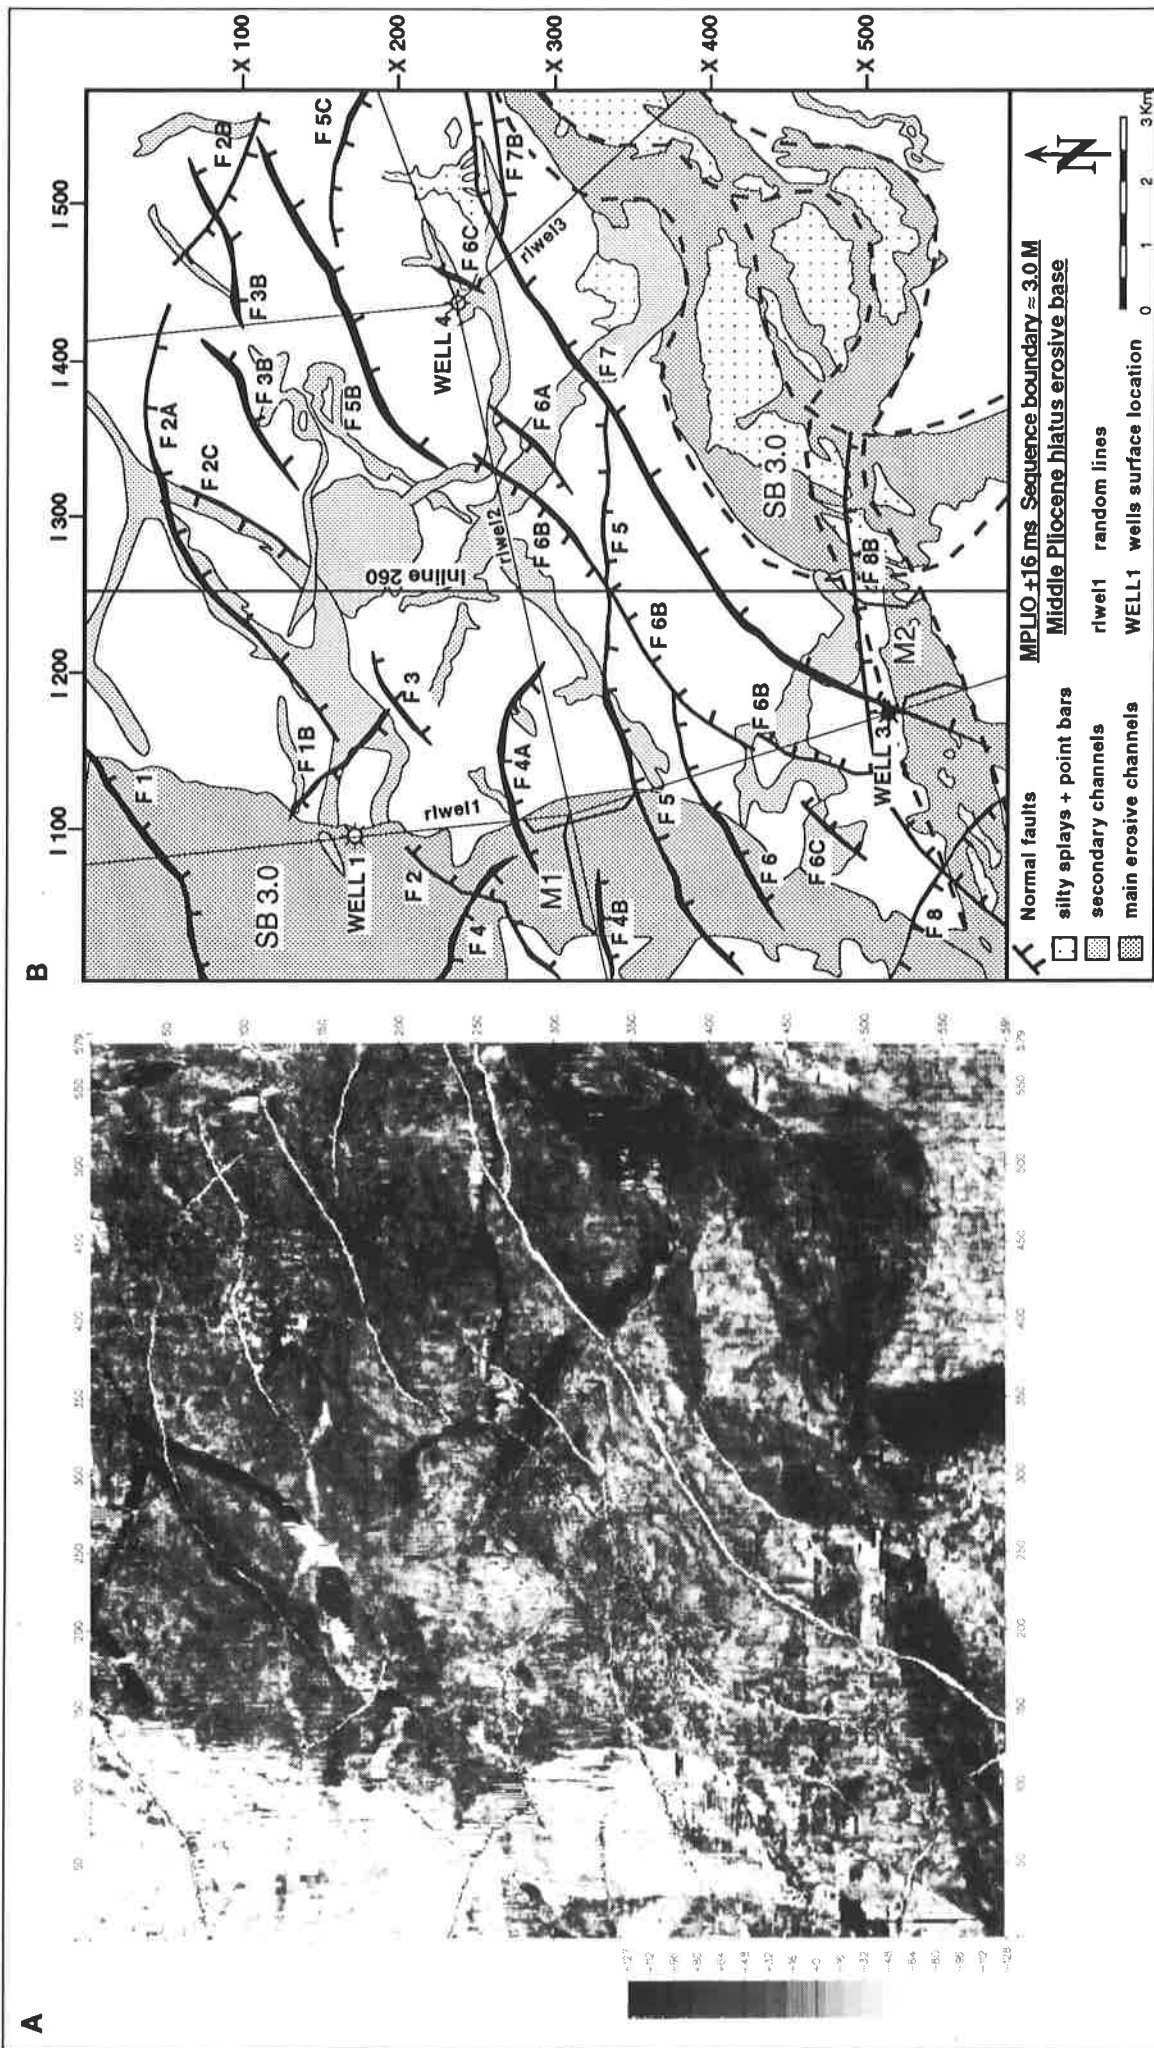 A
B
I 100
I 200
I 300
I 400
I 500
X 100
X 200
X 300
X 400
X 500
F 1
F 1B
F 2
F 2A
F 2B
F 2C
F 3
F 3B
F 3B
F 4
F 4A
F 4B
F 5
F 5
F 5B
F 5C
F 6
F 6A
F 6B
F 6B
F 6B
F 6C
F 6C
F 7
F 7B
F 8
F 8B
SB 3.0
SB 3.0
M1
M2
WELL 1
WELL 3
WELL 4
rlwel1
rlwel2
rlwel3
Inline 260
Normal faults
silty splays + point bars
secondary channels
main erosive channels
MPLIO +16 ms Sequence boundary ≈ 3.0 M
Middle Pliocene hiatus erosive base
rlwel1 random lines
WELL1 wells surface location
N
0 1 2 3 Km